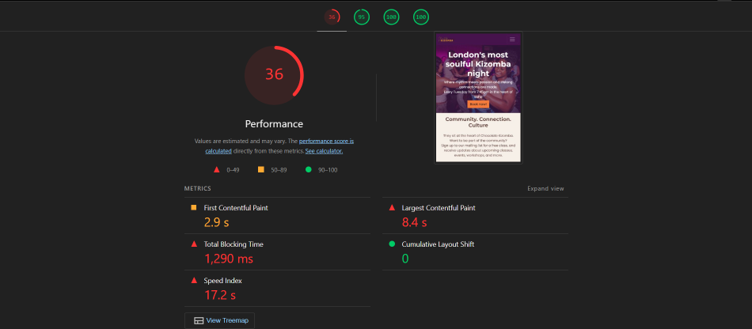 36
95
100
100
36
Performance
Values are estimated and may vary. The performance score is
calculated directly from these metrics. See calculator.
0–49
50–89
90–100
London's most
soulful Kizomba
night
Book now!
Community. Connection.
Culture
METRICS
Expand view
First Contentful Paint
2.9 s
Largest Contentful Paint
8.4 s
Total Blocking Time
1,290 ms
Cumulative Layout Shift
0
Speed Index
17.2 s
View Treemap